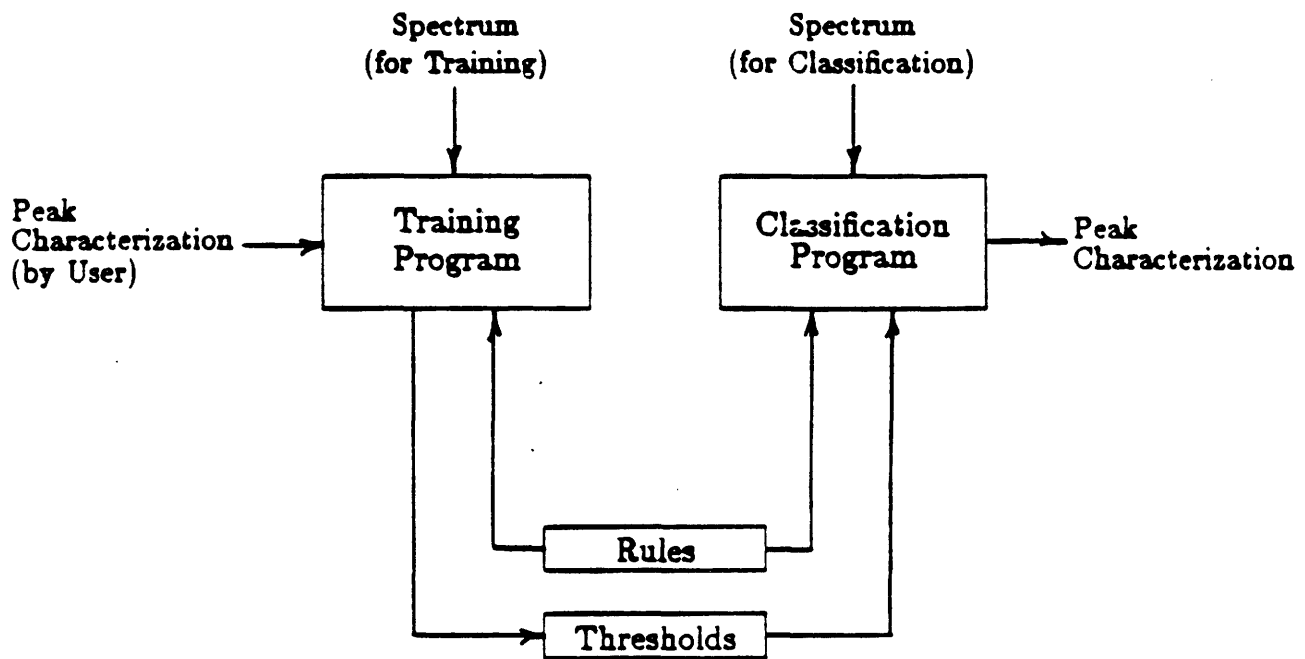 Spectrum
(for Training)
Spectrum
(for Classification)
Peak
Characterization
(by User)
Training
Program
Classification
Program
Peak
Characterization
Rules
Thresholds